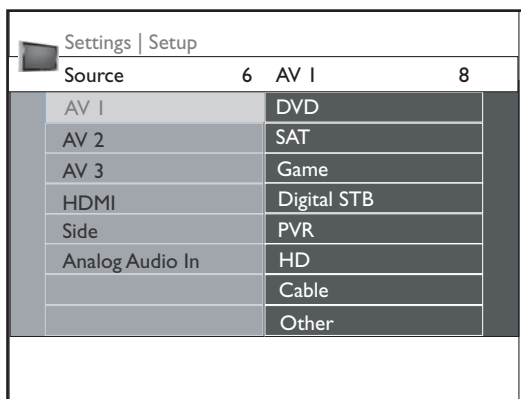 Settings | Setup
Source 6 AV 1 8
AV 1 DVD
AV 2 SAT
AV 3 Game
HDMI Digital STB
Side PVR
Analog Audio In HD
Cable
Other